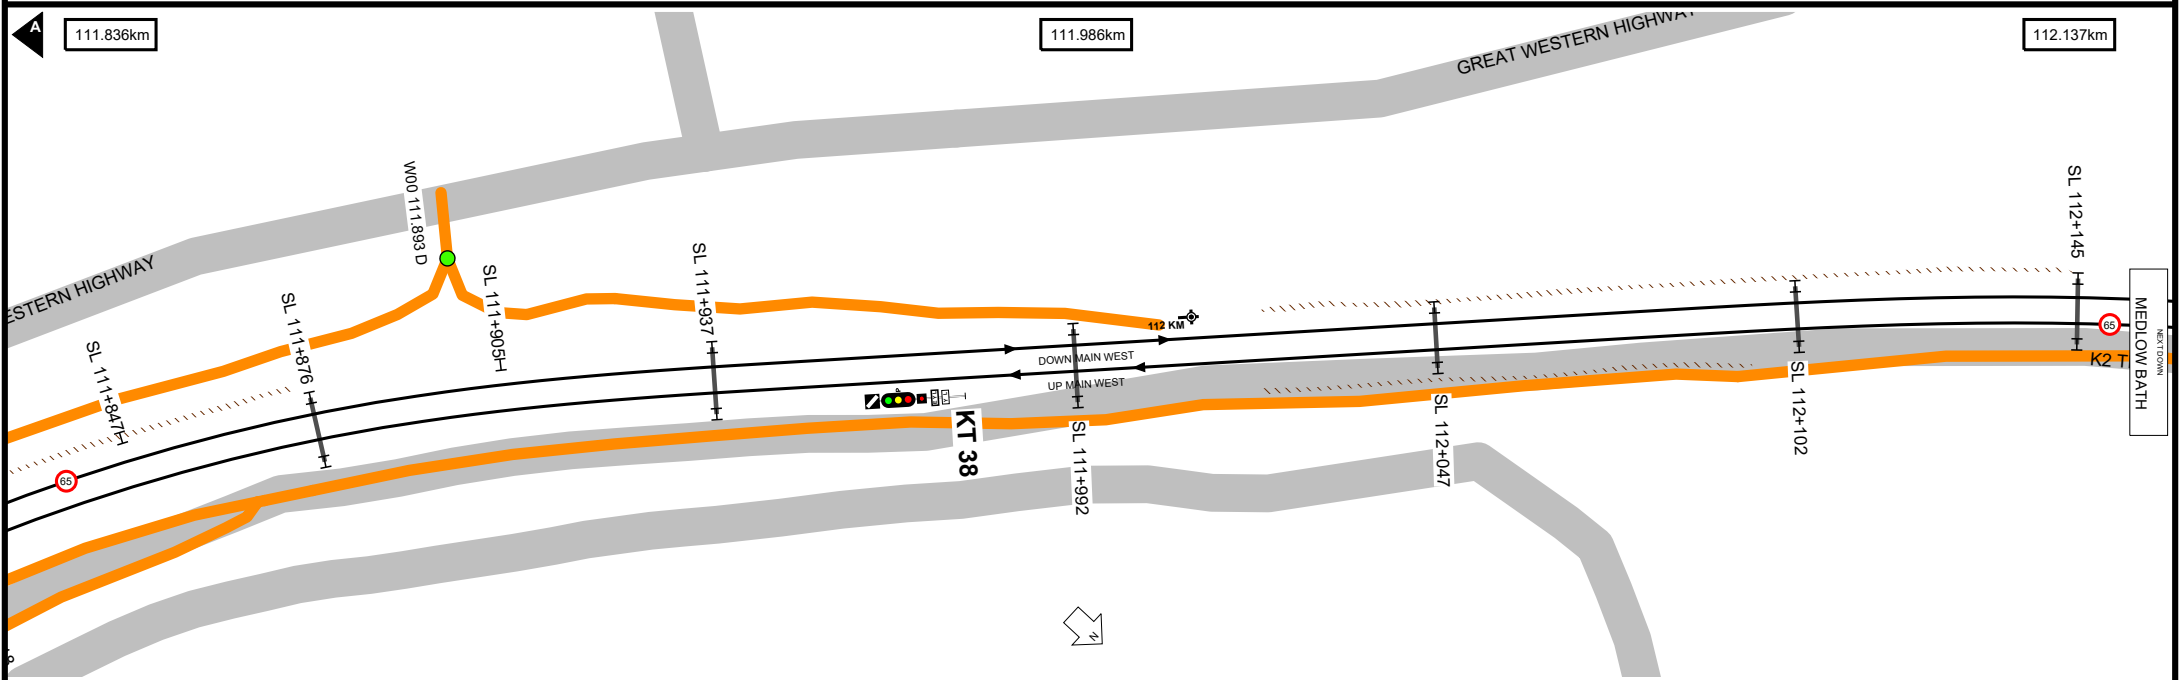 A
111.836km
111.986km
112.137km
GREAT WESTERN HIGHWAY
ESTERN HIGHWAY
W00 111.893 D
SL 111+847H
SL 111+876
SL 111+905H
SL 111+937
112 KM
DOWN MAIN WEST
UP MAIN WEST
KT 38
SL 111+992
SL 112+047
SL 112+102
SL 112+145
65
65
K2 T
MEDLOW BATH
NEXT DOWN
N